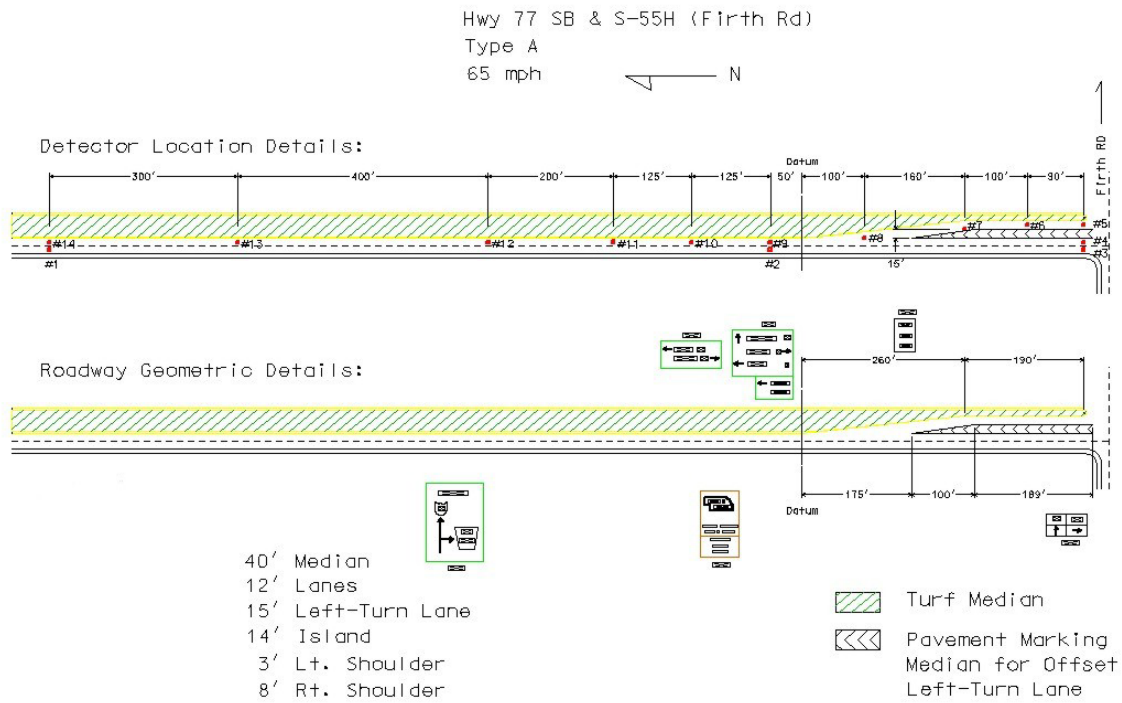 Hwy 77 SB & S-55H (Firth Rd)
Type A
65 mph
N
Detector Location Details:
Datum
300'
400'
200'
125'
125'
50'
100'
160'
100'
90'
Firth RD
#14
#13
#12
#11
#10
#9
#8
#7
#6
#5
#4
#3
#1
#2
15'
Roadway Geometric Details:
260'
190'
175'
100'
189'
Datum
40' Median
12' Lanes
15' Left-Turn Lane
14' Island
3' Lt. Shoulder
8' Rt. Shoulder
Turf Median
Pavement Marking
Median for Offset
Left-Turn Lane